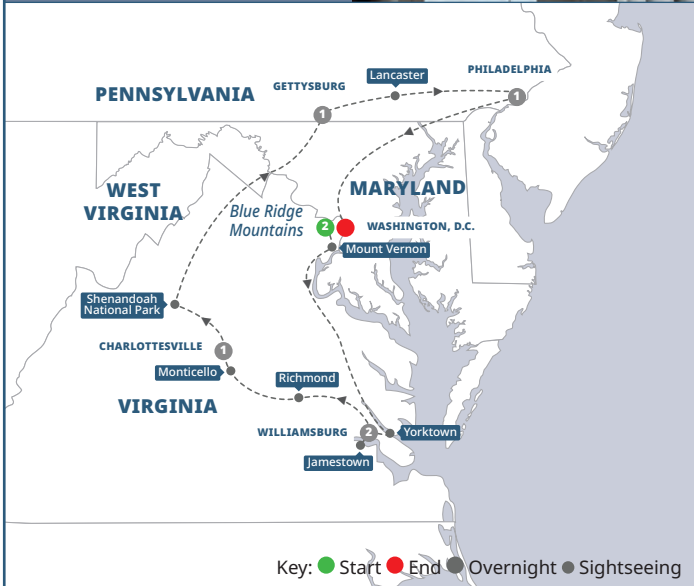 PHILADELPHIA
Lancaster
GETTYSBURG
PENNSYLVANIA
1
1
WEST
VIRGINIA
MARYLAND
Blue Ridge
Mountains
2
WASHINGTON, D.C.
Mount Vernon
Shenandoah
National Park
CHARLOTTESVILLE
1
Monticello
Richmond
VIRGINIA
WILLIAMSBURG
2
Yorktown
Jamestown
Key: Start End Overnight Sightseeing